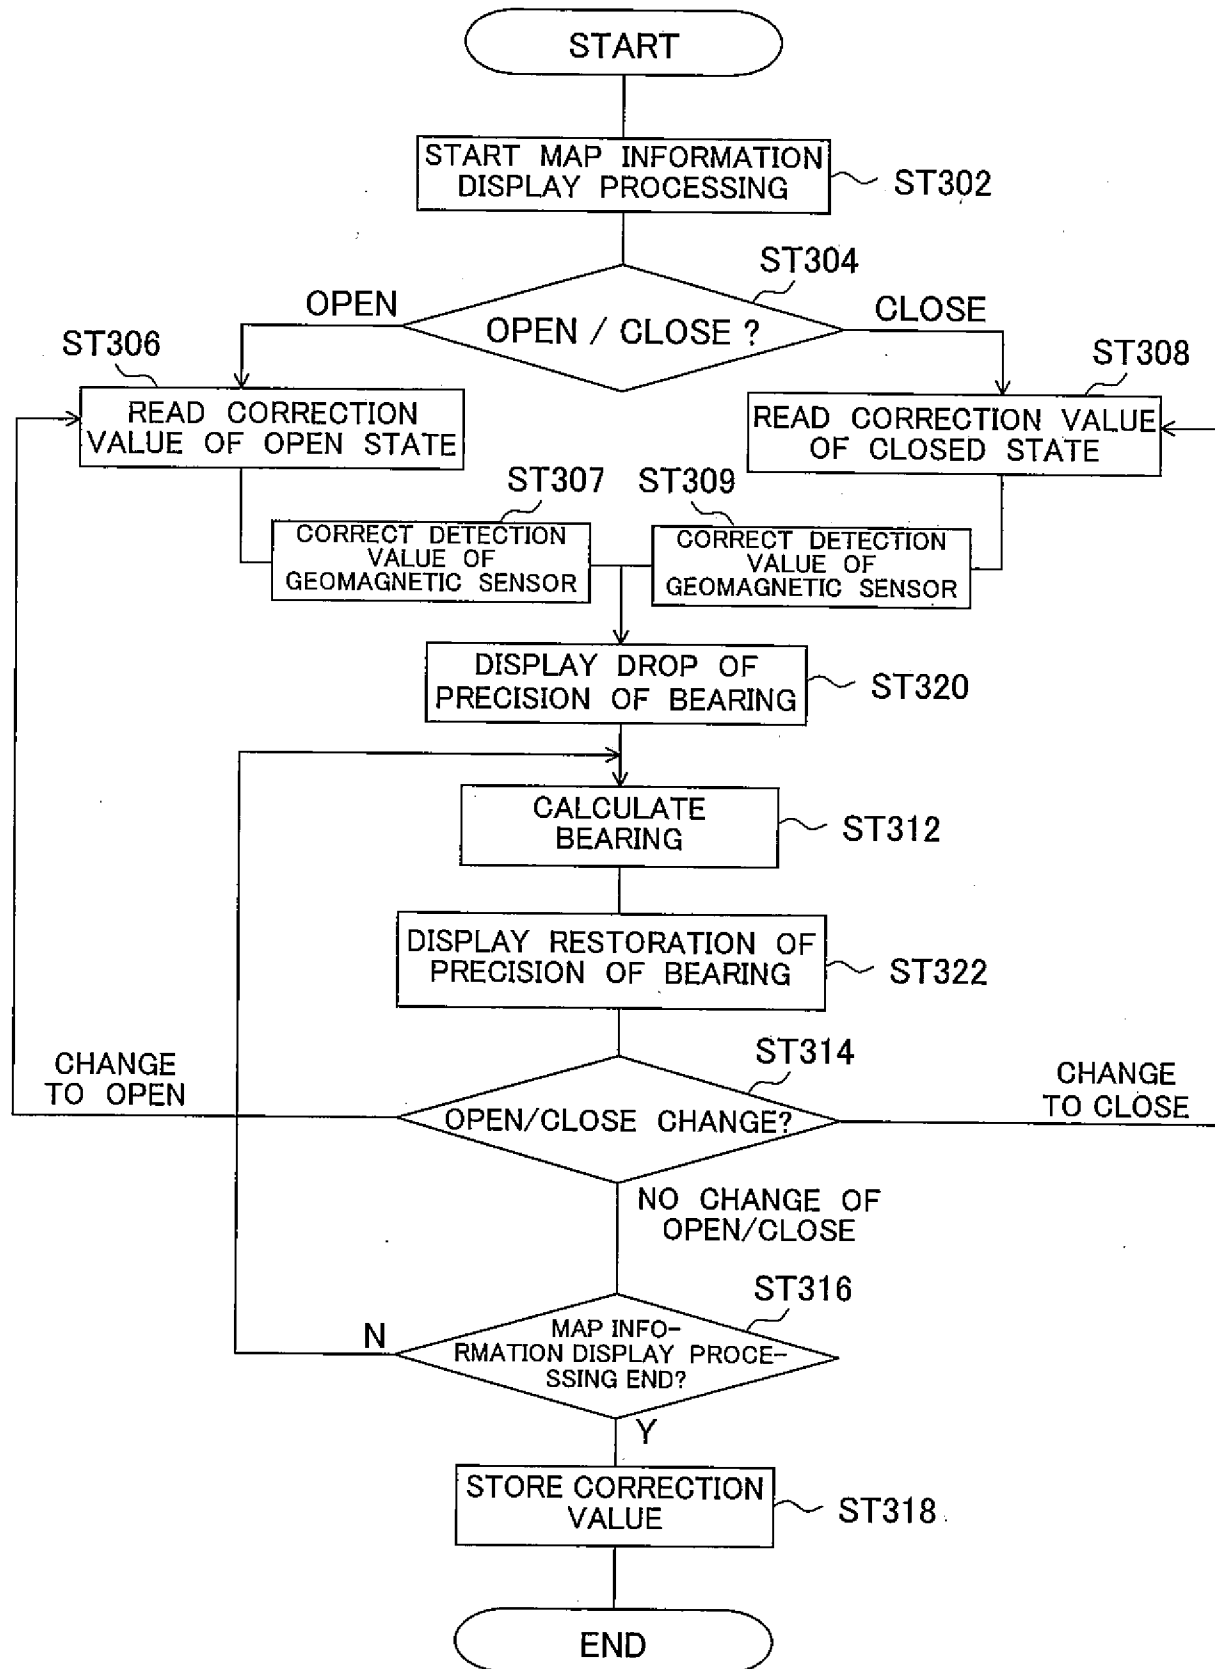 START
START MAP INFORMATION
DISPLAY PROCESSING
ST302
ST304
OPEN
OPEN / CLOSE ?
CLOSE
ST306
READ CORRECTION
VALUE OF OPEN STATE
ST308
READ CORRECTION VALUE
OF CLOSED STATE
ST307
CORRECT DETECTION
VALUE OF
GEOMAGNETIC SENSOR
ST309
CORRECT DETECTION
VALUE OF
GEOMAGNETIC SENSOR
DISPLAY DROP OF
PRECISION OF BEARING
ST320
CALCULATE
BEARING
ST312
DISPLAY RESTORATION OF
PRECISION OF BEARING
ST322
ST314
CHANGE
TO OPEN
OPEN/CLOSE CHANGE?
CHANGE
TO CLOSE
NO CHANGE OF
OPEN/CLOSE
ST316
N
MAP INFO-
RMATION DISPLAY PROCE-
SSING END?
Y
STORE CORRECTION
VALUE
ST318
END